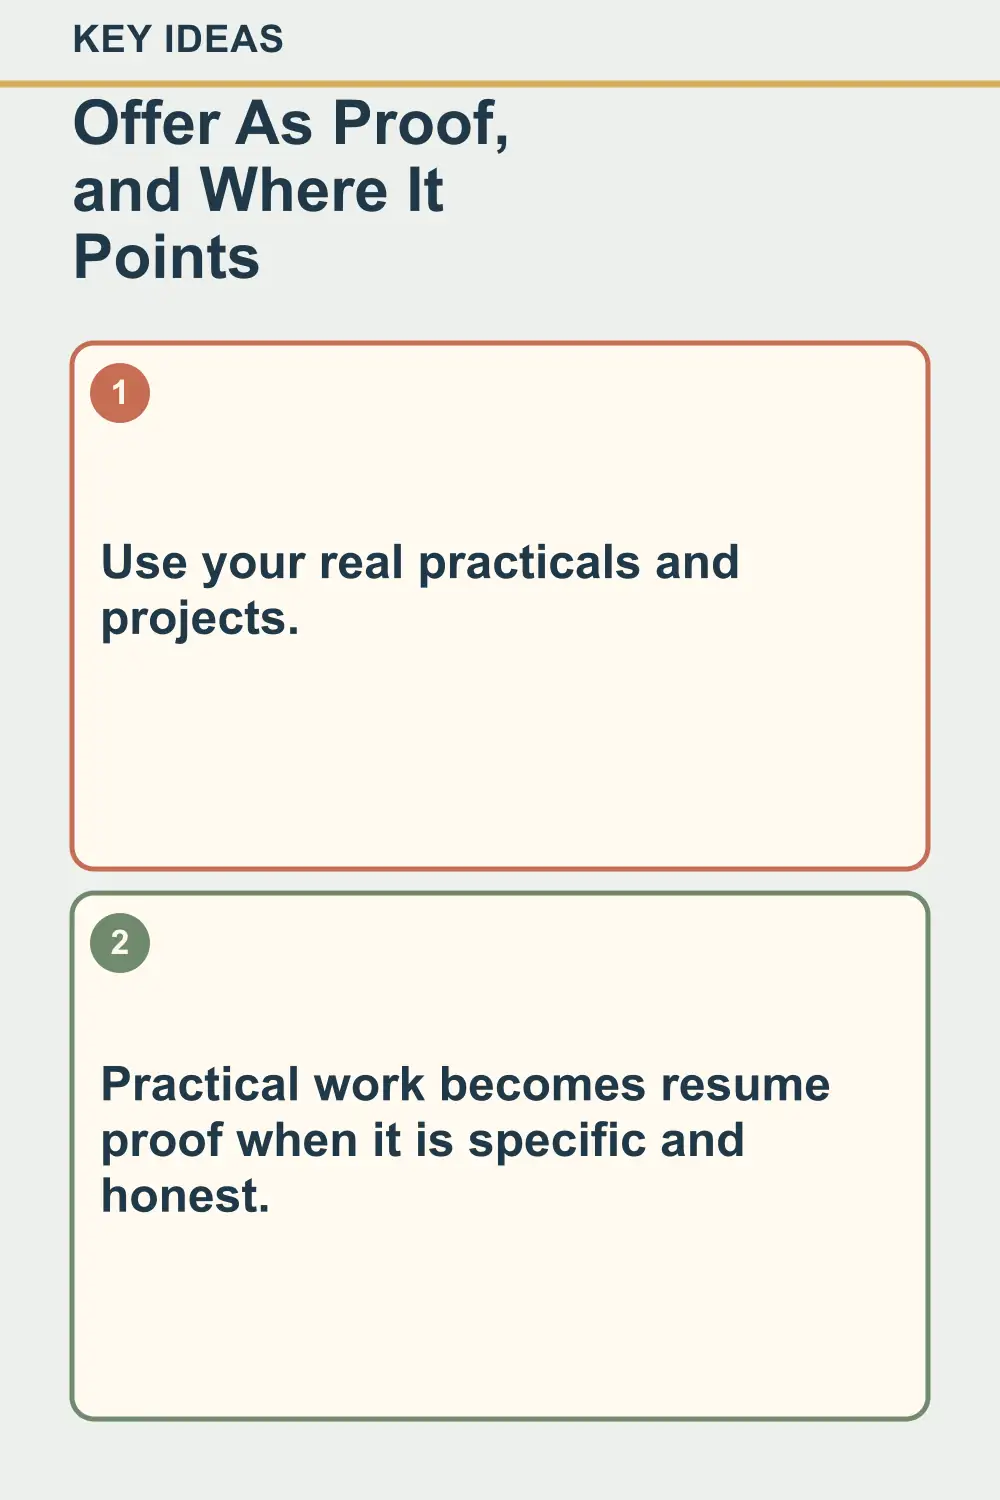 KEY IDEAS
Offer As Proof,
and Where It
Points
1
Use your real practicals and
projects.
2
Practical work becomes resume
proof when it is specific and
honest.